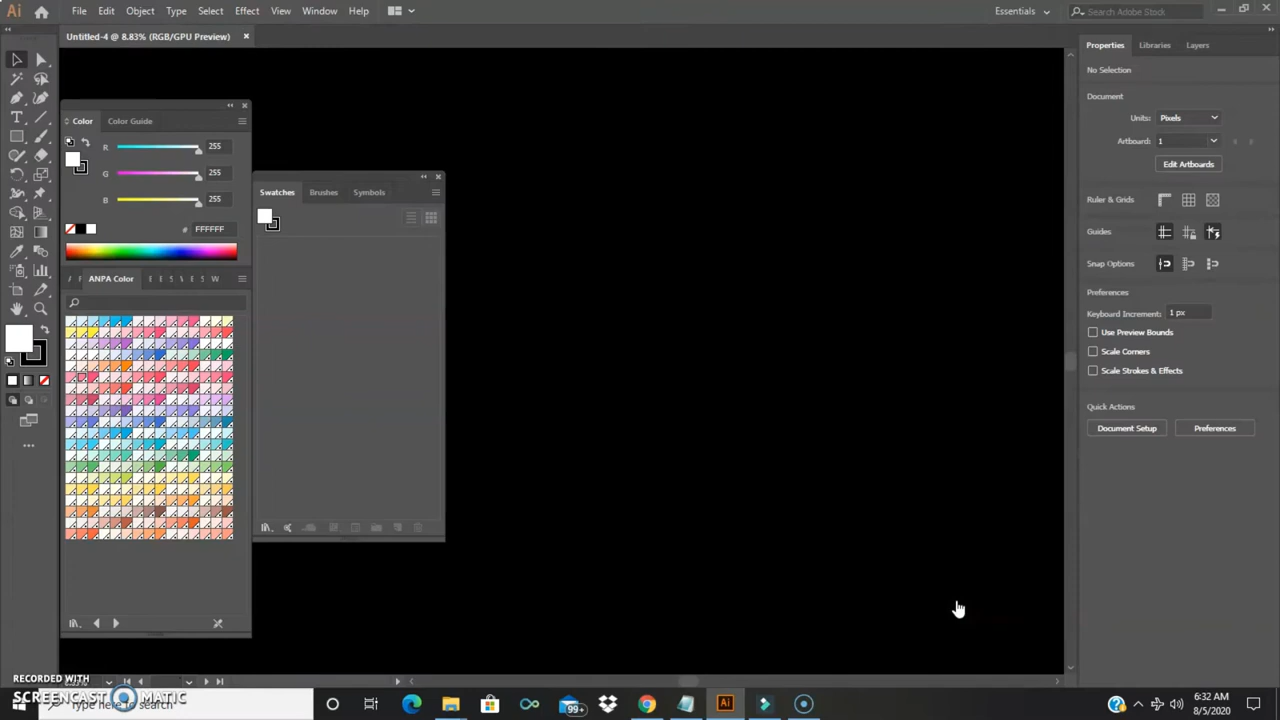 Ai File Edit Object Type Select Effect View Window Help Essentials Search Adobe Stock
Untitled-4 @ 8.83% (RGB/GPU Preview)
Properties Libraries Layers
No Selection
Document
Units: Pixels
Artboard: 1
Edit Artboards
Ruler & Grids
Guides
Snap Options
Preferences
Keyboard Increment: 1 px
Use Preview Bounds
Scale Corners
Scale Strokes & Effects
Quick Actions
Document Setup Preferences
Color Color Guide
R 255
G 255
B 255
# FFFFFF
ANPA Color
W
Swatches Brushes Symbols
RECORDED WITH
SCREENCAST MATIC
Type here to search
99+
Ai
6:32 AM
8/5/2020